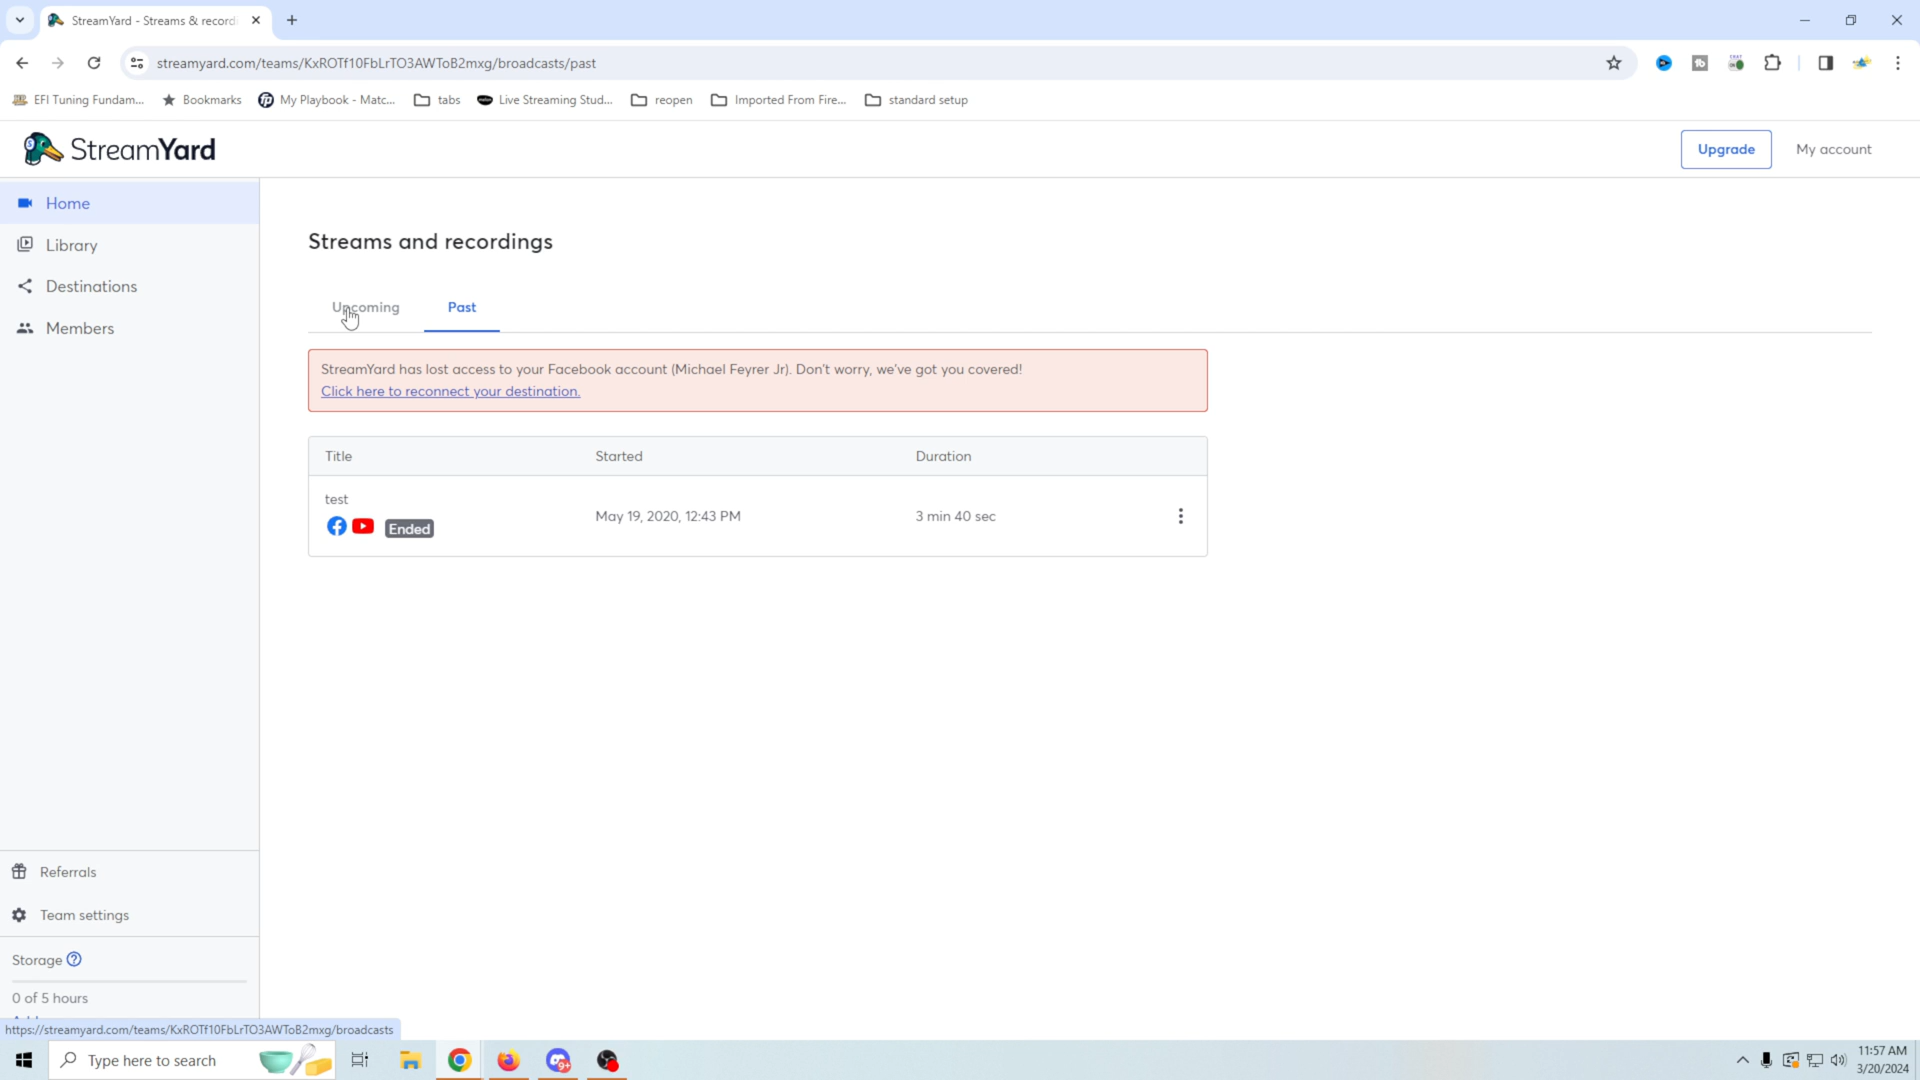 StreamYard - Streams & record
streamyard.com/teams/KxROTf10FbLrTO3AWToB2mxg/broadcasts/past
EFI Tuning Fundam...
Bookmarks
My Playbook - Matc...
tabs
Live Streaming Stud...
reopen
Imported From Fire...
standard setup
StreamYard
Upgrade
My account
Home
Library
Destinations
Members
Streams and recordings
Upcoming
Past
StreamYard has lost access to your Facebook account (Michael Feyrer Jr). Don't worry, we've got you covered!
Click here to reconnect your destination.
Title
Started
Duration
test
Ended
May 19, 2020, 12:43 PM
3 min 40 sec
Referrals
Team settings
Storage
0 of 5 hours
https://streamyard.com/teams/KxROTf10FbLrTO3AWToB2mxg/broadcasts
Type here to search
9+
11:57 AM
3/20/2024